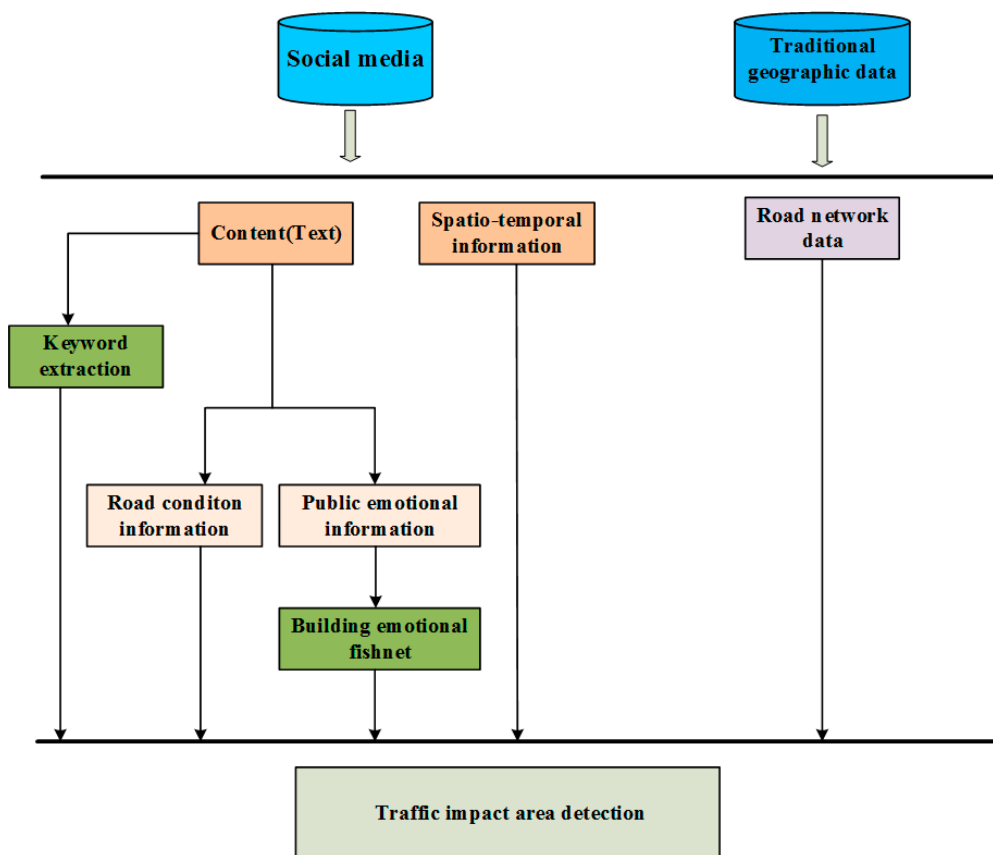 Social media
Traditional
geographic data
Content(Text)
Spatio-temporal
information
Road network
data
Keyword
extraction
Road conditon
information
Public emotional
information
Building emotional
fishnet
Traffic impact area detection